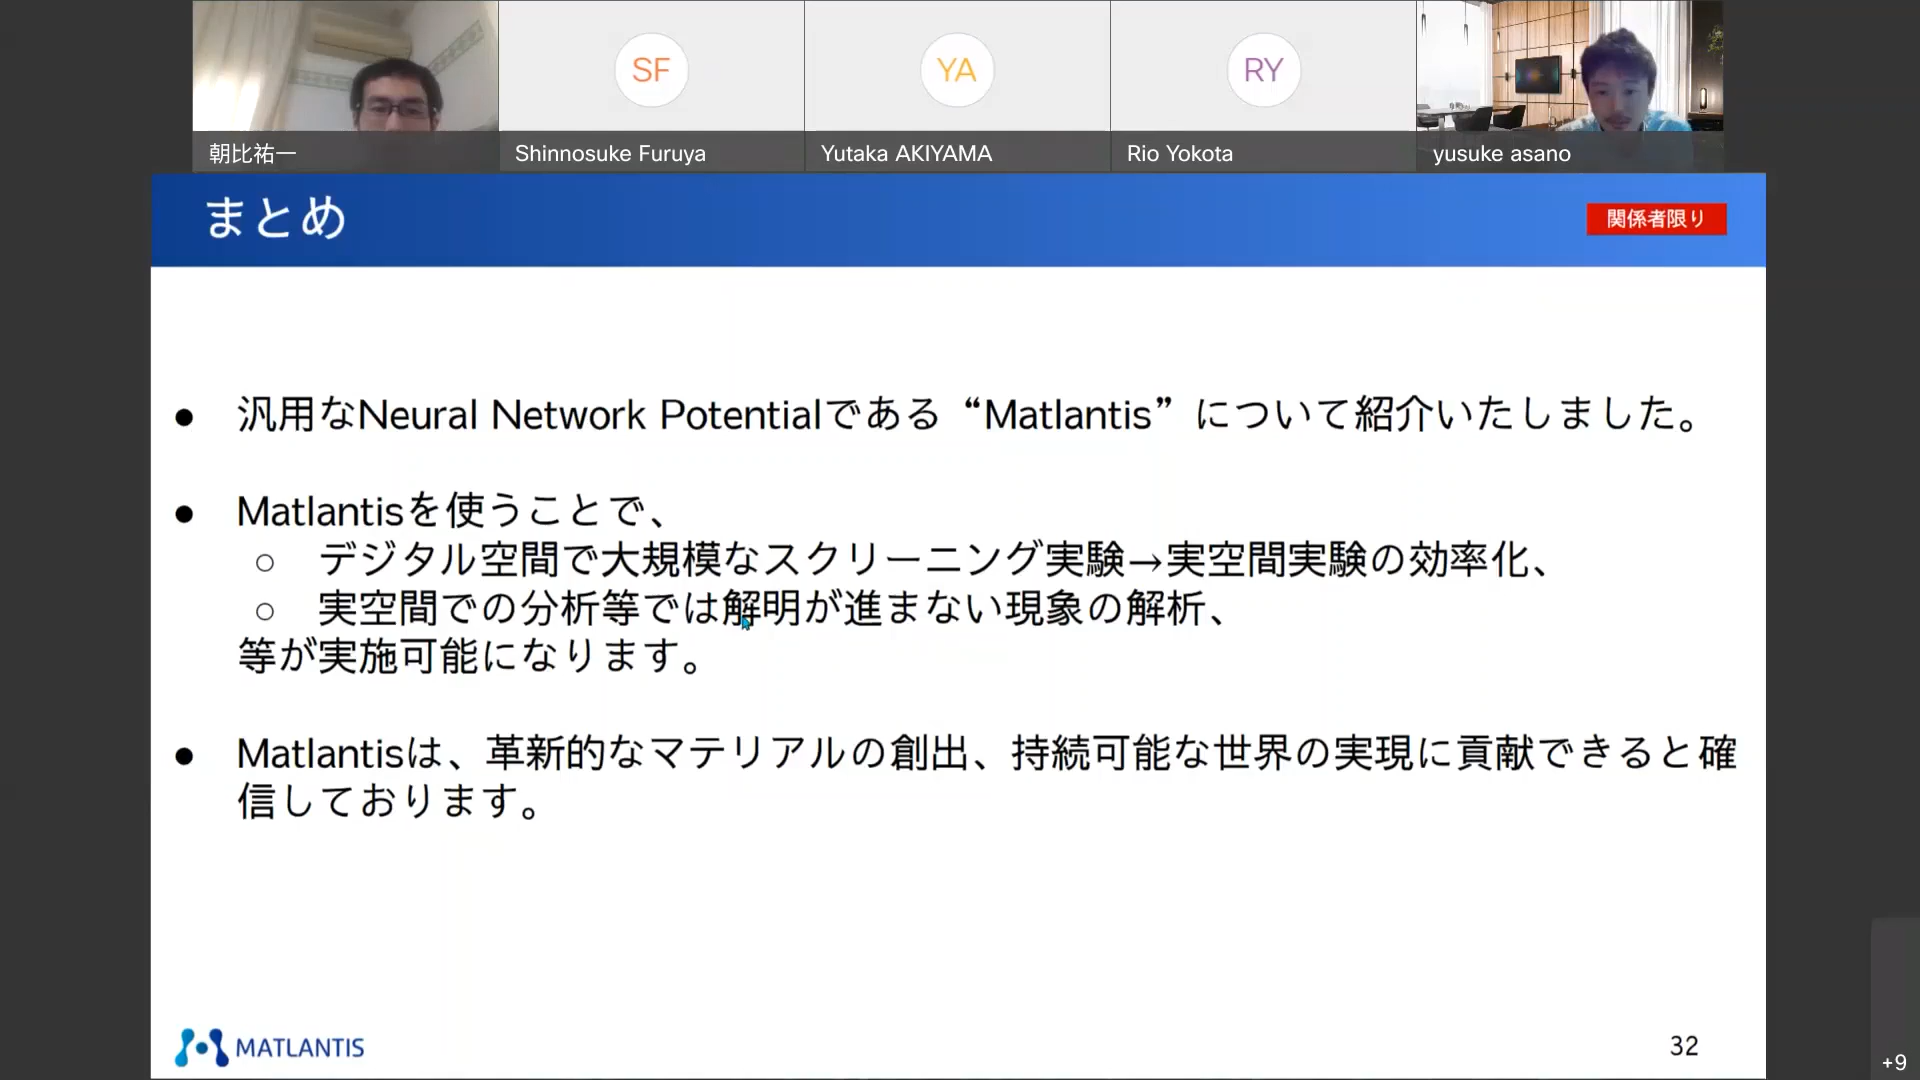 SF
YA
RY
朝比祐一
Shinnosuke Furuya
Yutaka AKIYAMA
Rio Yokota
yusuke asano
まとめ
関係者限り
● 汎用なNeural Network Potentialである“Matlantis”について紹介いたしました。
● Matlantisを使うことで、
○ デジタル空間で大規模なスクリーニング実験→実空間実験の効率化、
○ 実空間での分析等では解明が進まない現象の解析、
等が実施可能になります。
● Matlantisは、革新的なマテリアルの創出、持続可能な世界の実現に貢献できると確
信しております。
MATLANTIS
32
+9